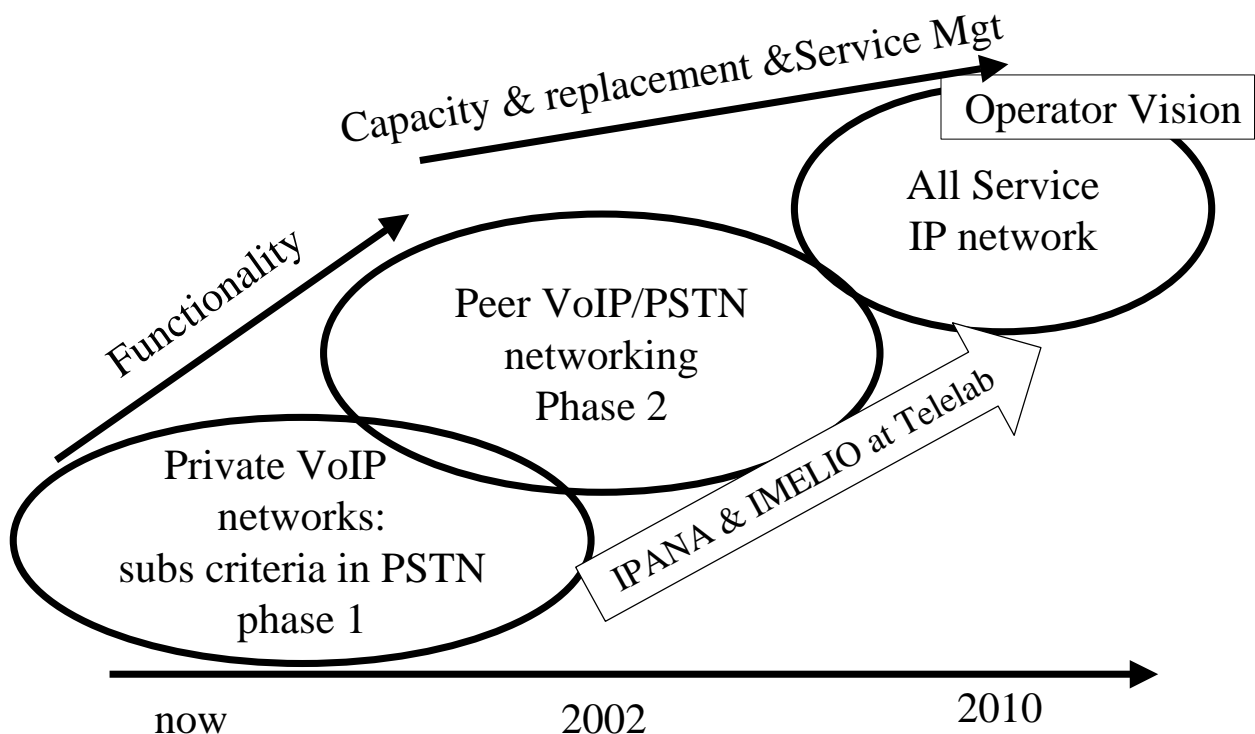 Capacity & replacement &Service Mgt
Operator Vision
All Service
IP network
Functionality
Peer VoIP/PSTN
networking
Phase 2
IPANA & IMELIO at Telelab
Private VoIP
networks:
subs criteria in PSTN
phase 1
now
2002
2010